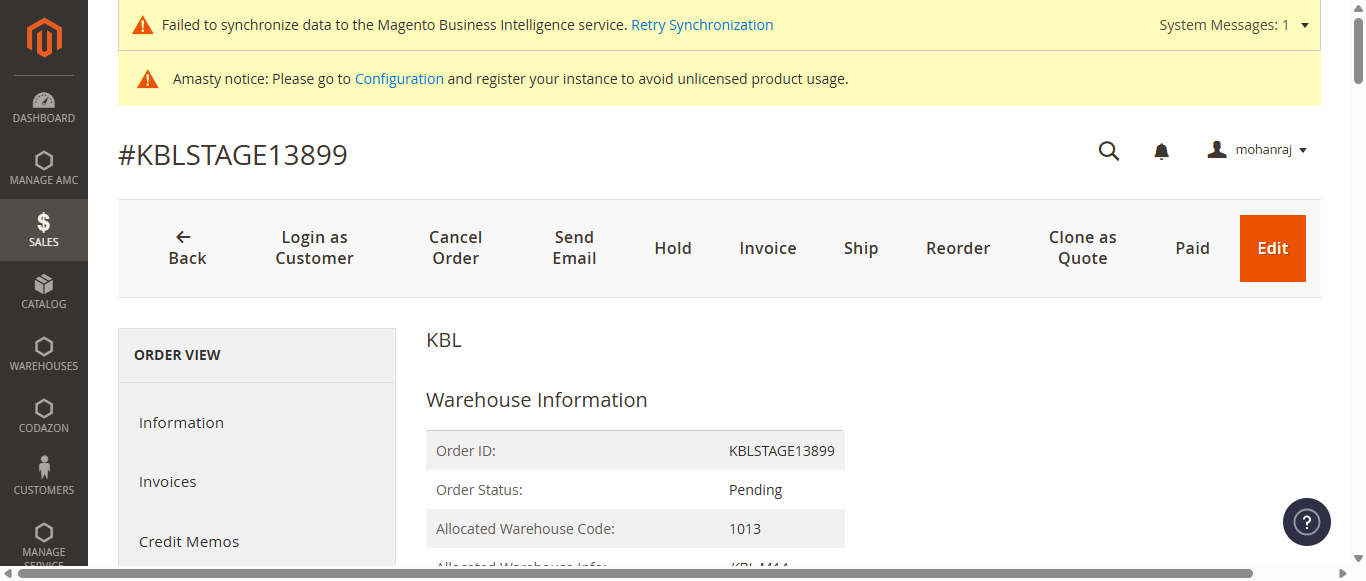 Failed to synchronize data to the Magento Business Intelligence service. Retry Synchronization
System Messages: 1
Amasty notice: Please go to Configuration and register your instance to avoid unlicensed product usage.
#KBLSTAGE13899
mohanraj
Back
Login as Customer
Cancel Order
Send Email
Hold
Invoice
Ship
Reorder
Clone as Quote
Paid
Edit
DASHBOARD
MANAGE AMC
SALES
CATALOG
WAREHOUSES
CODAZON
CUSTOMERS
MANAGE
SERVICE
ORDER VIEW
Information
Invoices
Credit Memos
KBL
Warehouse Information
Order ID: KBLSTAGE13899
Order Status: Pending
Allocated Warehouse Code: 1013
Allocated Warehouse Info: KBL MAA